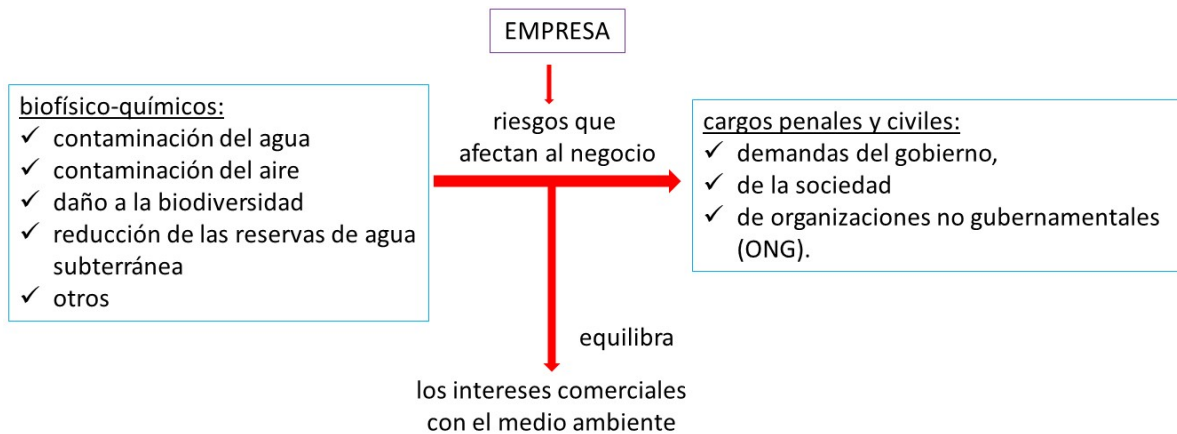 EMPRESA
biofísico-químicos:
✓ contaminación del agua
✓ contaminación del aire
✓ daño a la biodiversidad
✓ reducción de las reservas de agua
subterránea
✓ otros
riesgos que
afectan al negocio
cargos penales y civiles:
✓ demandas del gobierno,
✓ de la sociedad
✓ de organizaciones no gubernamentales
(ONG).
equilibra
los intereses comerciales
con el medio ambiente